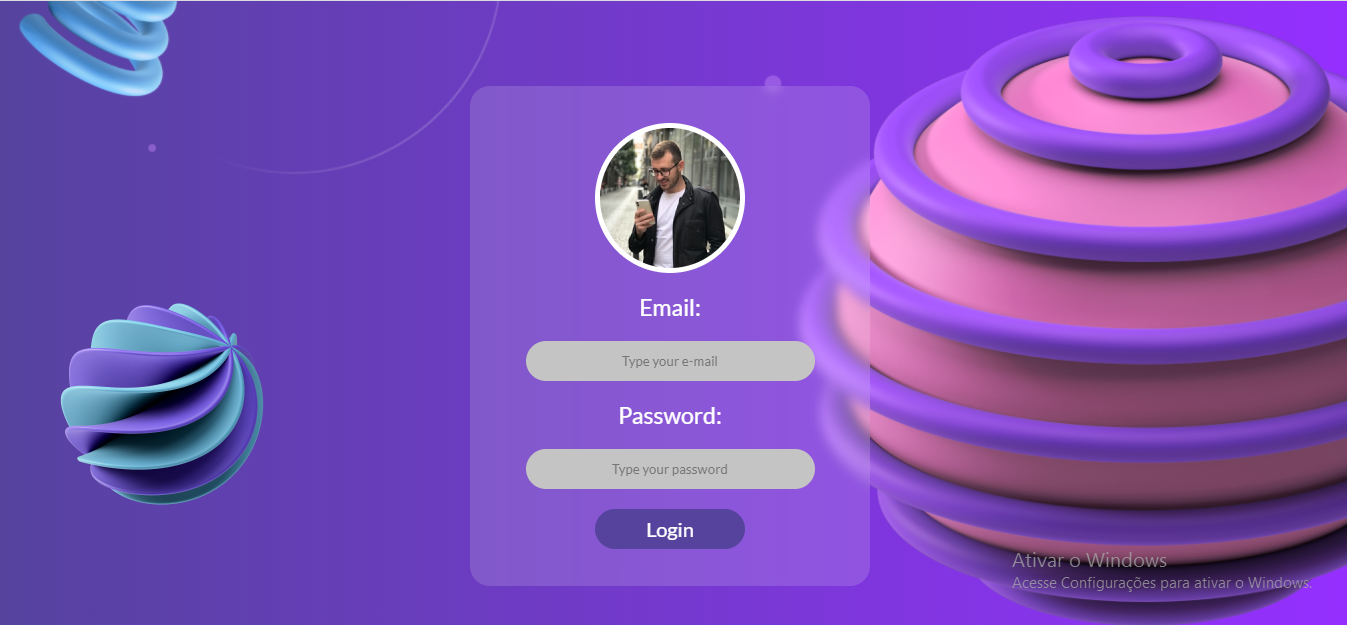 Email:
Type your e-mail
Password:
Type your password
Login
Ativar o Windows
Acesse Configurações para ativar o Windows.